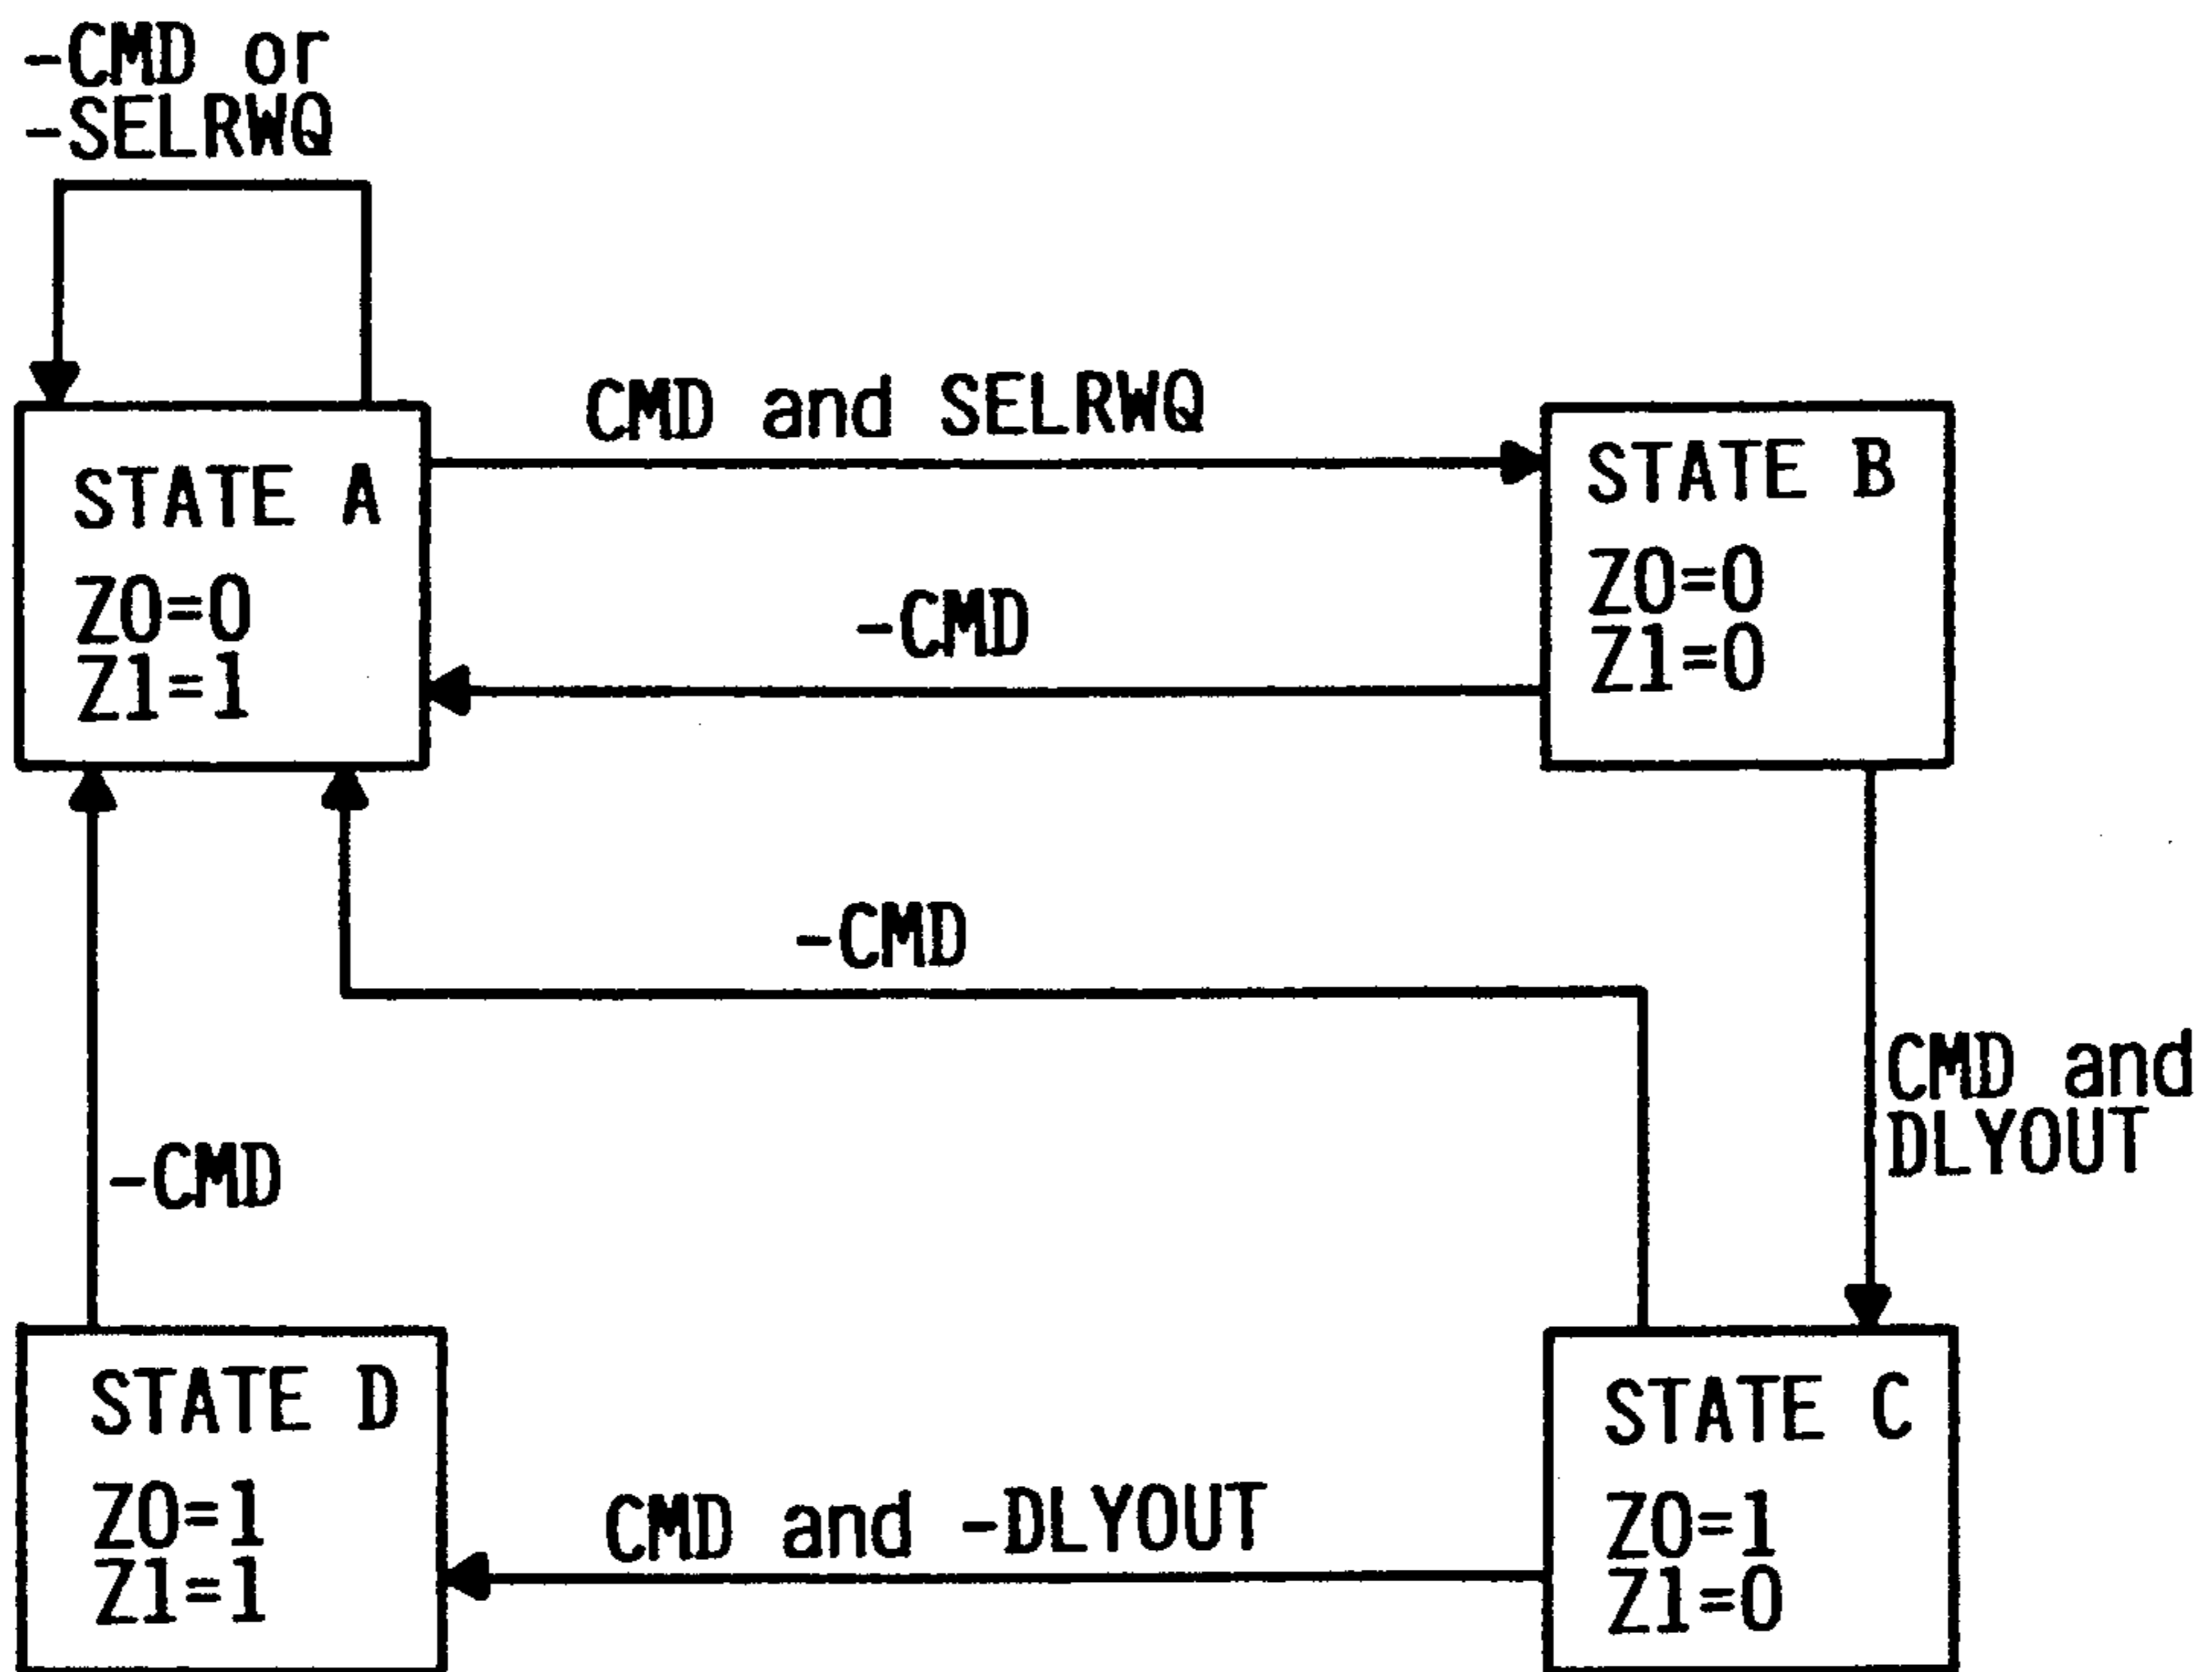 -CMD or
-SELRWQ
CMD and SELRWQ
STATE A
Z0=0
Z1=1
STATE B
Z0=0
Z1=0
-CMD
-CMD
CMD and
DLYOUT
-CMD
STATE D
Z0=1
Z1=1
CMD and -DLYOUT
STATE C
Z0=1
Z1=0